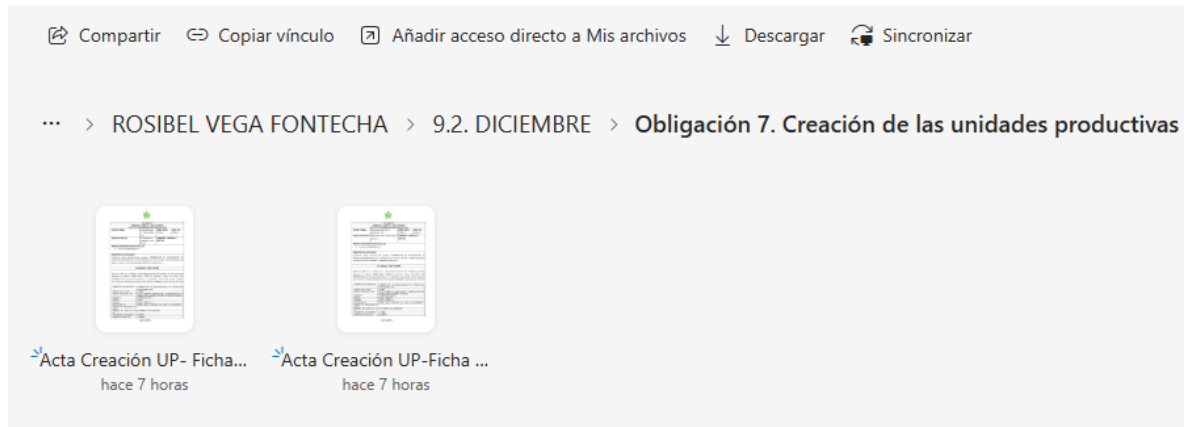 Compartir Copiar vínculo Añadir acceso directo a Mis archivos Descargar Sincronizar
... > ROSIBEL VEGA FONTECHA > 9.2. DICIEMBRE > Obligación 7. Creación de las unidades productivas
Acta Creación UP- Ficha... Acta Creación UP-Ficha ...
hace 7 horas hace 7 horas